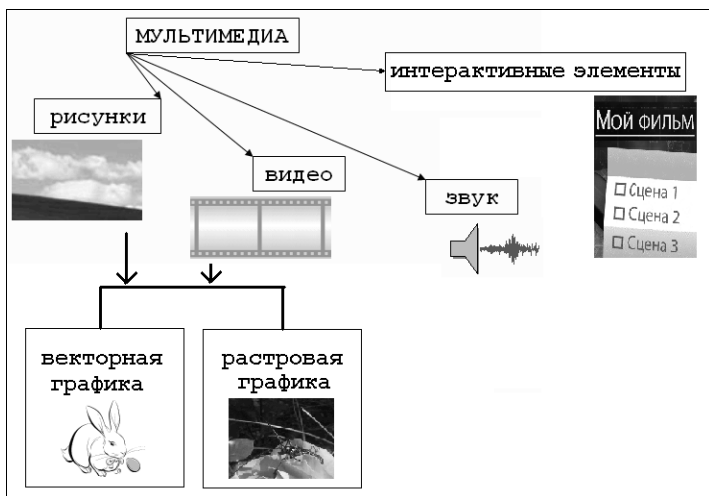 МУЛЬТИМЕДИА
интерактивные элементы
рисунки
Мой фильм
видео
звук
Сцена 1
Сцена 2
Сцена 3
векторная
графика
растровая
графика